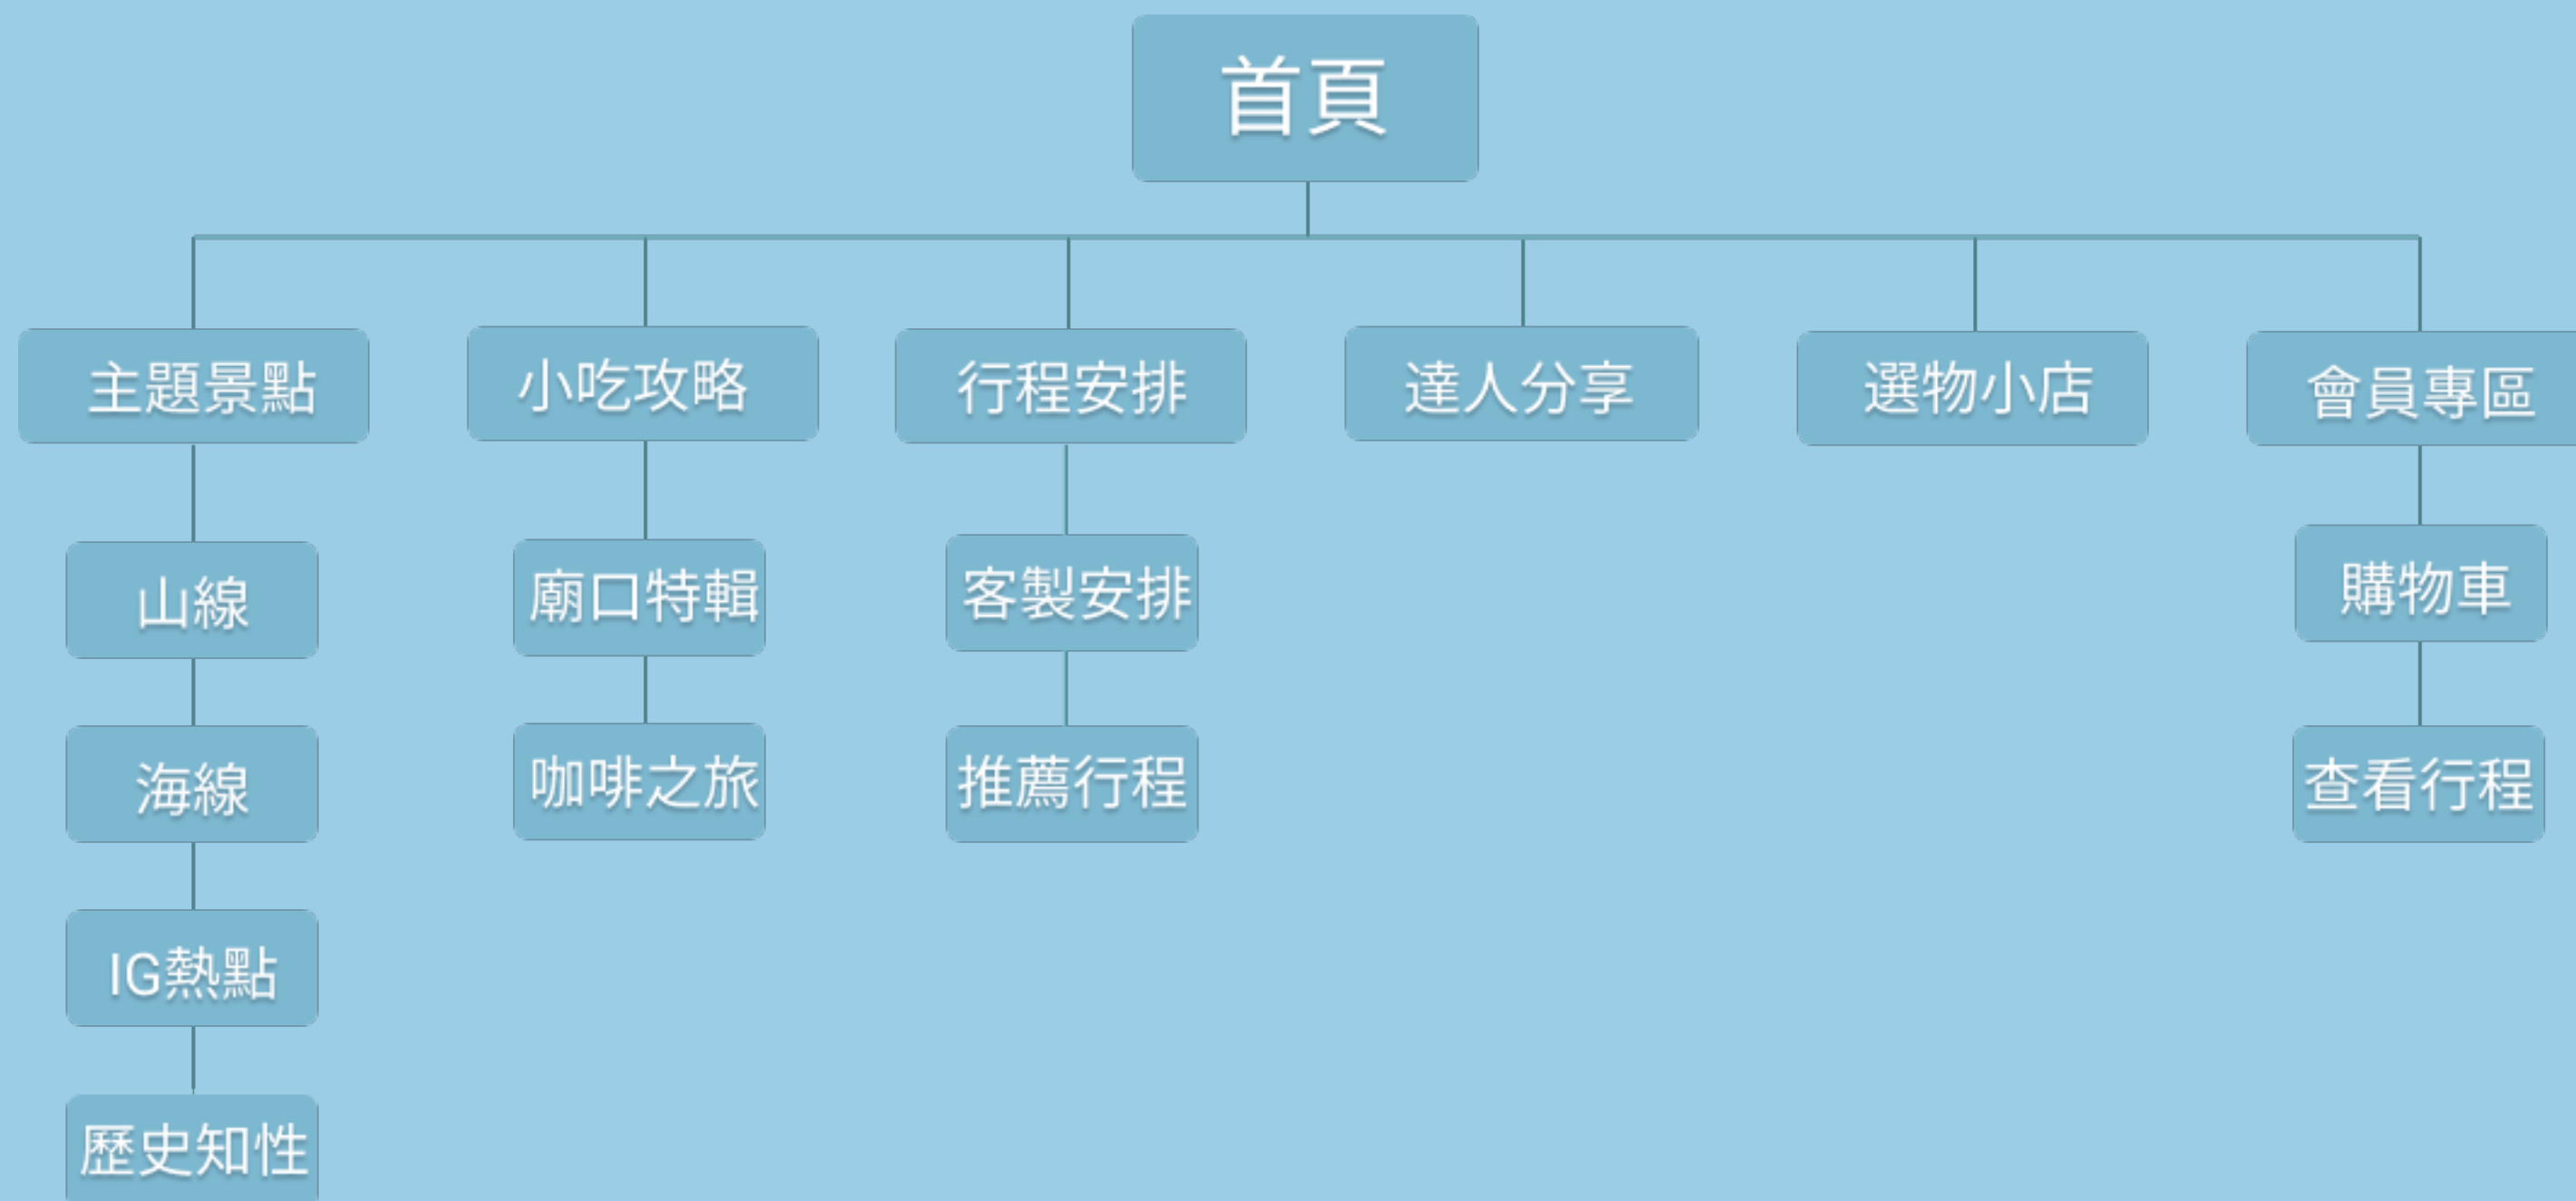 首頁
主題景點
小吃攻略
行程安排
達人分享
選物小店
會員專區
山線
海線
IG熱點
歷史知性
廟口特輯
咖啡之旅
客製安排
推薦行程
購物車
查看行程